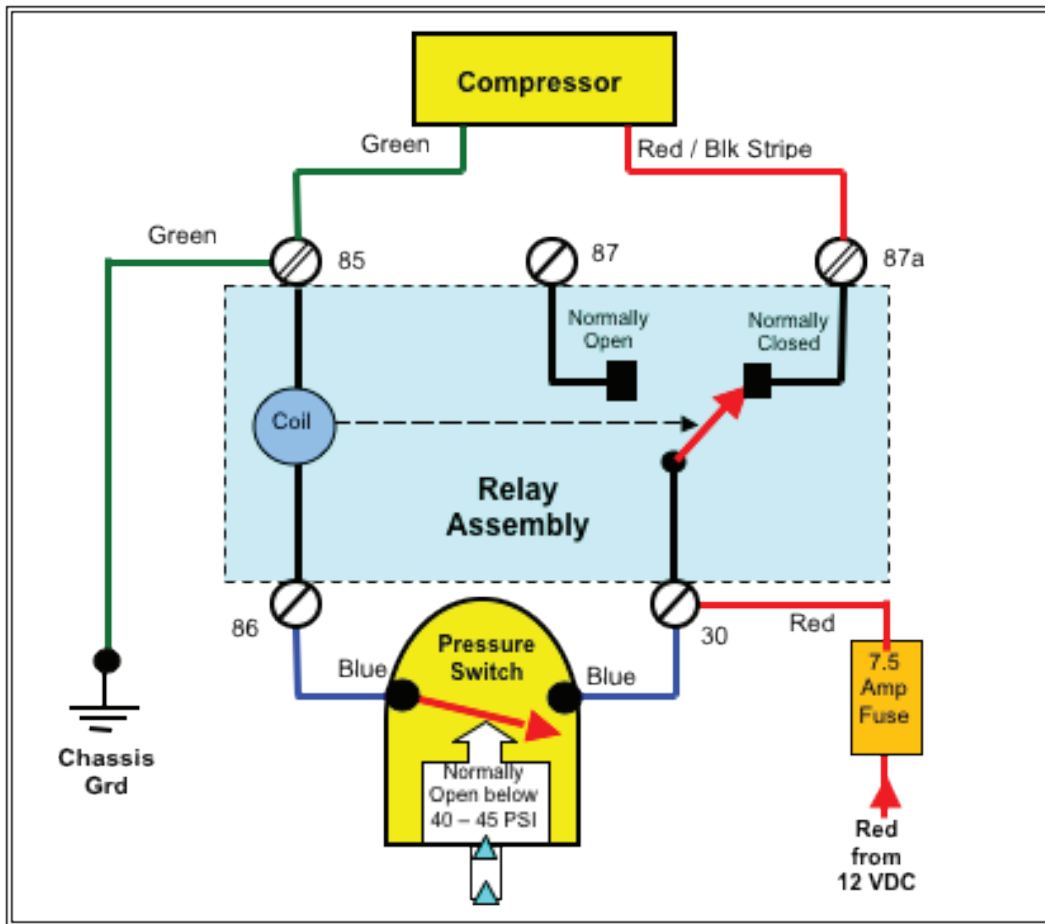 Compressor
Green
Red / Blk Stripe
Green
85
87
87a
Normally
Open
Normally
Closed
Coil
Relay
Assembly
86
30
Red
Pressure
Switch
Blue
Blue
7.5
Amp
Fuse
Normally
Open below
40 – 45 PSI
Chassis
Grd
Red
from
12 VDC